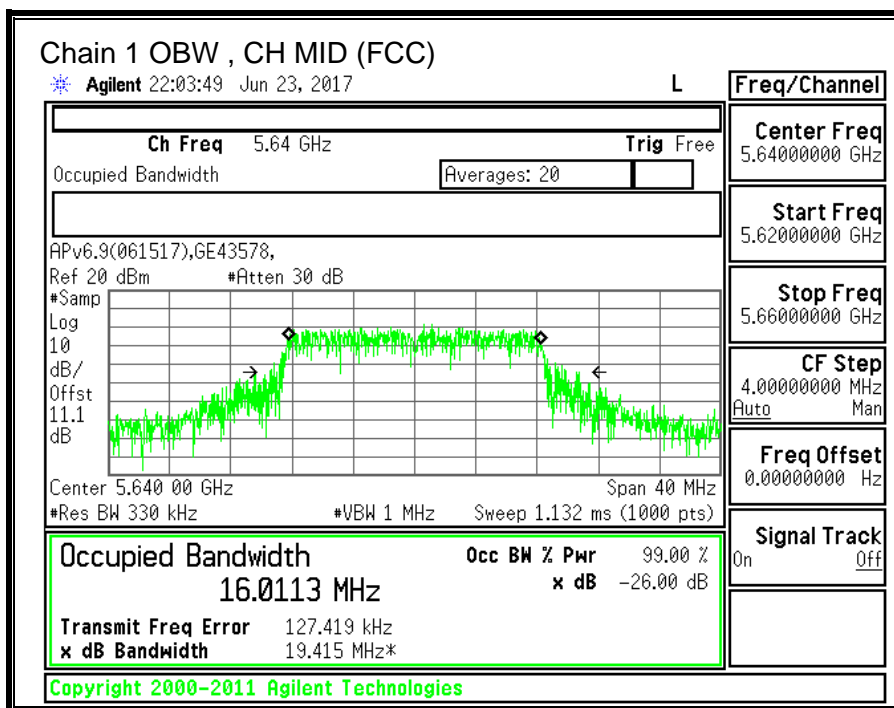 Chain 1 OBW , CH MID (FCC)
Agilent 22:03:49 Jun 23, 2017 L
Freq/Channel
Ch Freq 5.64 GHz Trig Free
Occupied Bandwidth Averages: 20
Center Freq
5.64000000 GHz
Start Freq
5.62000000 GHz
Stop Freq
5.66000000 GHz
CF Step
4.00000000 MHz
Auto Man
Freq Offset
0.00000000 Hz
Signal Track
On Off
APv6.9(061517),GE43578,
Ref 20 dBm #Atten 30 dB
#Samp
Log
10
dB/
Offst
11.1
dB
Center 5.640 00 GHz Span 40 MHz
#Res BW 330 kHz #VBW 1 MHz Sweep 1.132 ms (1000 pts)
Occupied Bandwidth Occ BW % Pwr 99.00 %
16.0113 MHz x dB -26.00 dB
Transmit Freq Error 127.419 kHz
x dB Bandwidth 19.415 MHz*
Copyright 2000-2011 Agilent Technologies